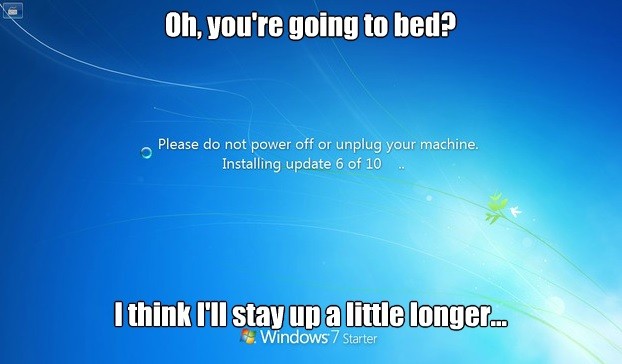 Oh, you're going to bed?
Please do not power off or unplug your machine.
Installing update 6 of 10 ..
I think I'll stay up a little longer...
Windows 7 Starter